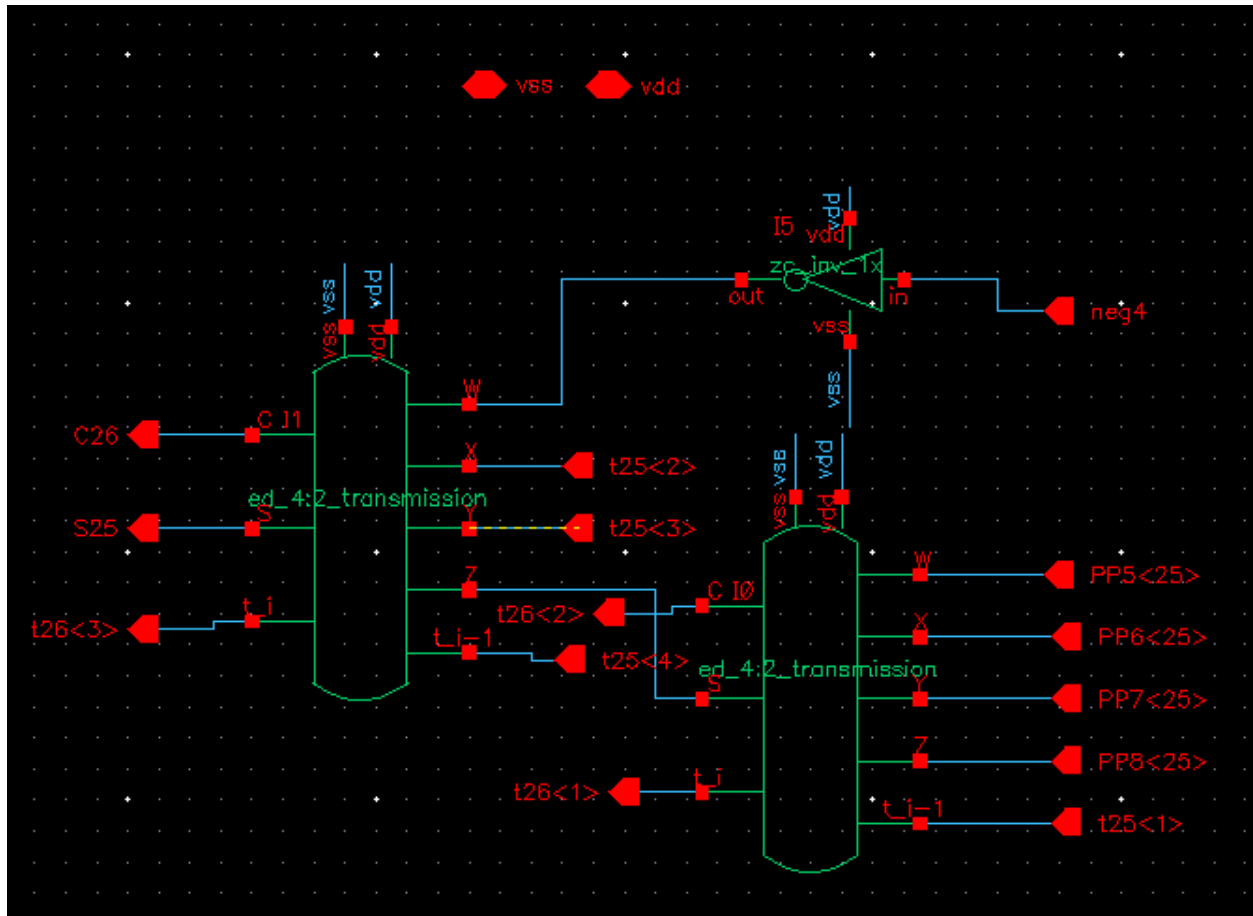 vss vdd
vdd
I5 vdd
zc_inv_1x
out in
neg4
vss
vss
vss vdd
vss vdd
W
C I1
C26
X
t25<2>
ed_4:2_transmission
S
S25
Y
t25<3>
Z
t_i
t26<3>
t_i-1
t25<4>
vss vdd
vss vdd
W
PP5<25>
C I0
t26<2>
X
PP6<25>
ed_4:2_transmission
S
Y
PP7<25>
Z
PP8<25>
t_i
t26<1>
t_i-1
t25<1>